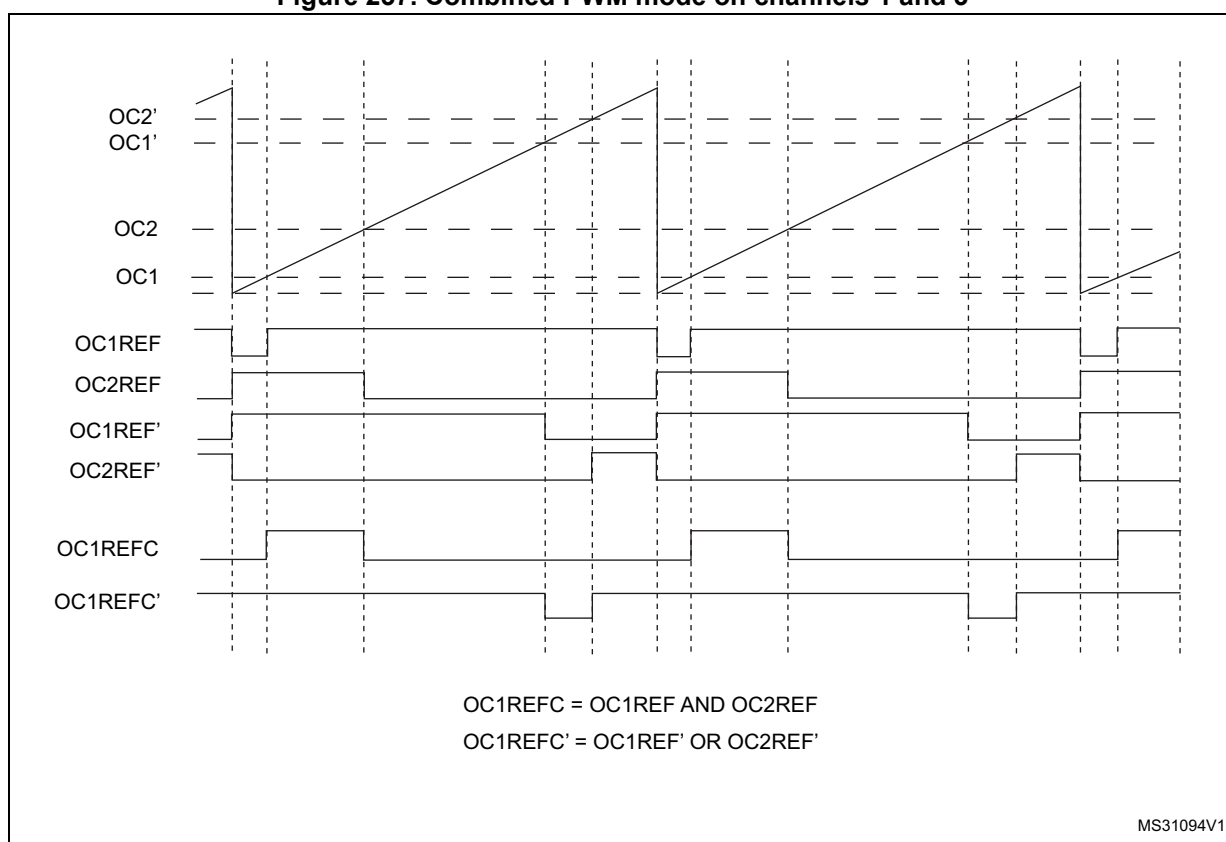 OC2’
OC1’
OC2
OC1
OC1REF
OC2REF
OC1REF’
OC2REF’
OC1REFC
OC1REFC’
OC1REFC = OC1REF AND OC2REF
OC1REFC’ = OC1REF’ OR OC2REF’
MS31094V1